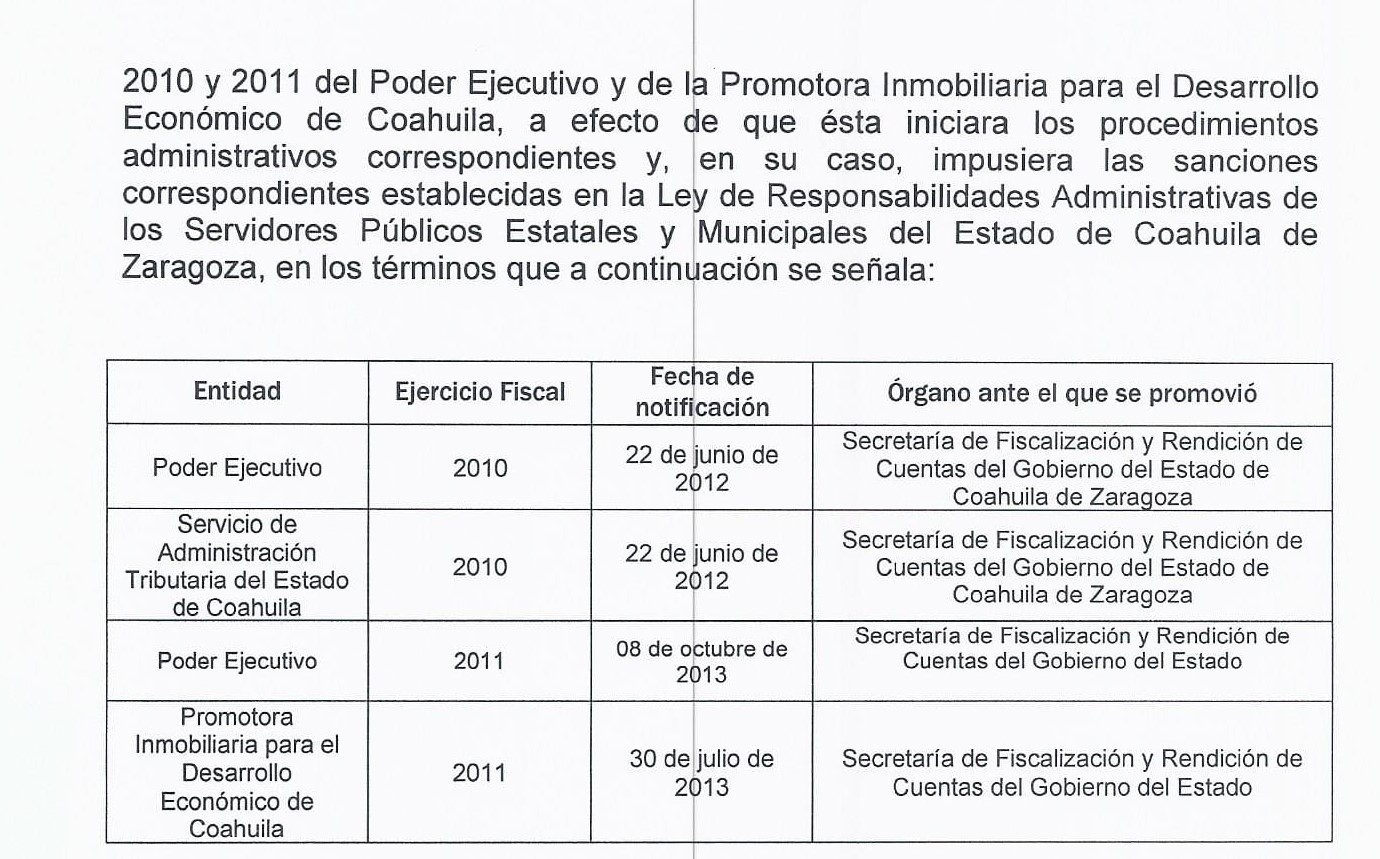 2010 y 2011 del Poder Ejecutivo y de la Promotora Inmobiliaria para el Desarrollo
Económico de Coahuila, a efecto de que ésta iniciara los procedimientos
administrativos correspondientes y, en su caso, impusiera las sanciones
correspondientes establecidas en la Ley de Responsabilidades Administrativas de
los Servidores Públicos Estatales y Municipales del Estado de Coahuila de
Zaragoza, en los términos que a continuación se señala:
Entidad
Ejercicio Fiscal
Fecha de
notificación
Órgano ante el que se promovió
Poder Ejecutivo
2010
22 de junio de
2012
Secretaría de Fiscalización y Rendición de
Cuentas del Gobierno del Estado de
Coahuila de Zaragoza
Servicio de
Administración
Tributaria del Estado
de Coahuila
2010
22 de junio de
2012
Secretaría de Fiscalización y Rendición de
Cuentas del Gobierno del Estado de
Coahuila de Zaragoza
Poder Ejecutivo
2011
08 de octubre de
2013
Secretaría de Fiscalización y Rendición de
Cuentas del Gobierno del Estado
Promotora
Inmobiliaria para el
Desarrollo
Económico de
Coahuila
2011
30 de julio de
2013
Secretaría de Fiscalización y Rendición de
Cuentas del Gobierno del Estado